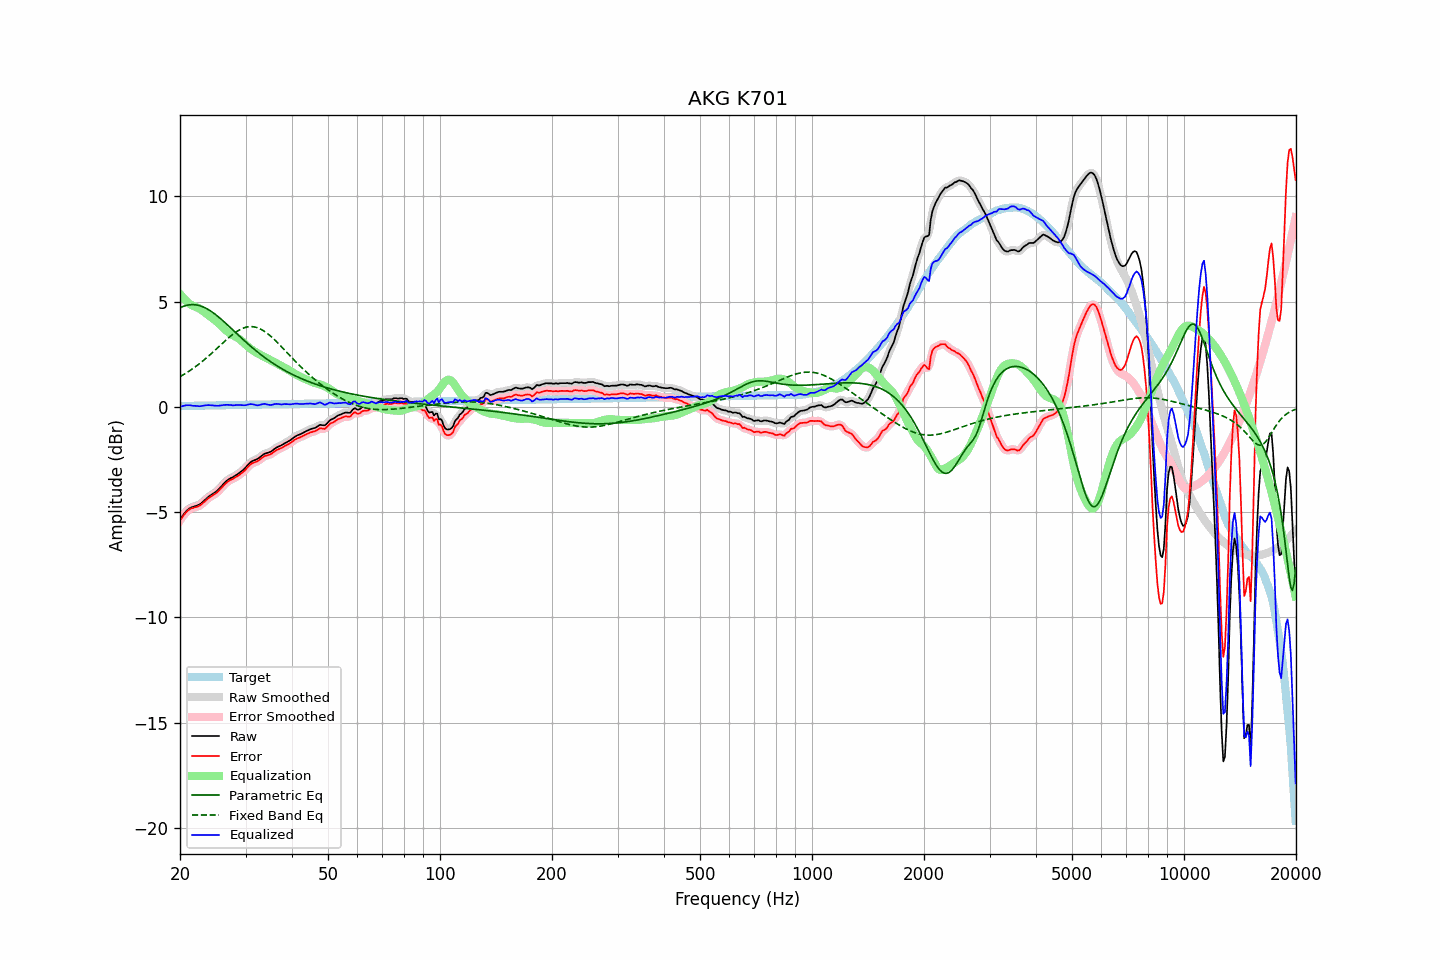 AKG K701
Amplitude (dBr)
10
5
0
−5
−10
−15
−20
Target
Raw Smoothed
Error Smoothed
Raw
Error
Equalization
Parametric Eq
Fixed Band Eq
Equalized
20 50 100 200 500 1000 2000 5000 10000 20000
Frequency (Hz)